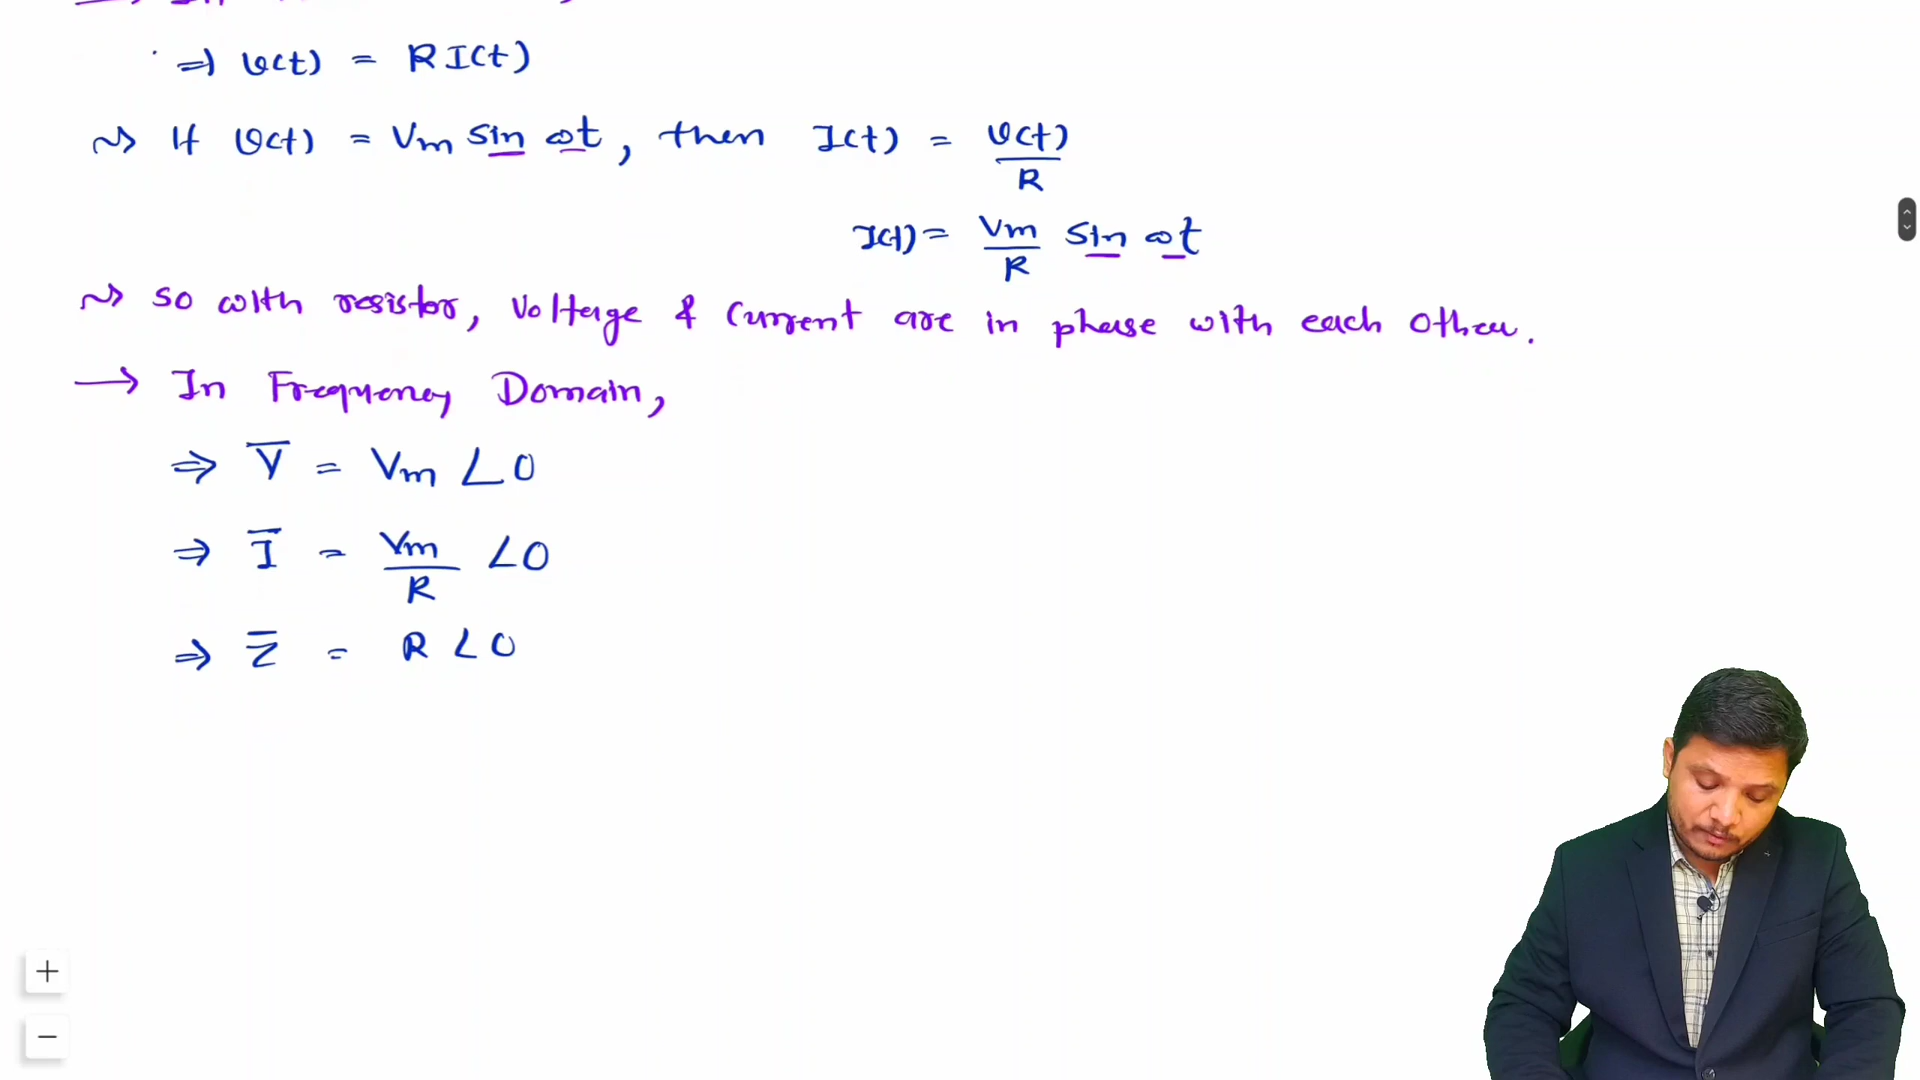 ⇒ v(t) = R I(t)
If v(t) = Vm sin ωt, then I(t) = v(t)/R
I(t) = Vm/R sin ωt
so with resistor, Voltage & Current are in phase with each other.
→ In Frequency Domain,
⇒ V̅ = Vm ∠0
⇒ I̅ = Vm/R ∠0
⇒ Z̅ = R ∠0